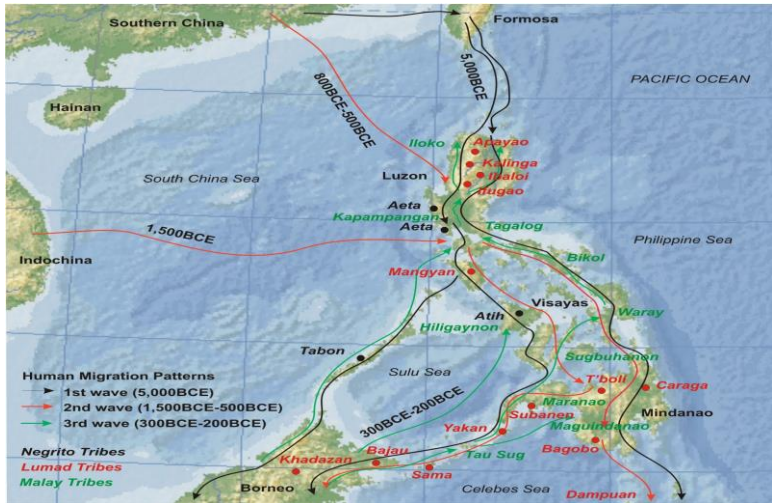 Southern China
Formosa
5,000BCE
800BCE-500BCE
PACIFIC OCEAN
Hainan
Iloko
Apayao
Kalinga
Ibaloi
Ifugao
Luzon
South China Sea
Aeta
Kapampangan
Aeta
Tagalog
1,500BCE
Philippine Sea
Indochina
Bikol
Mangyan
Visayas
Atih
Waray
Hiligaynon
Tabon
Sugbuhanon
Human Migration Patterns
1st wave (5,000BCE)
2nd wave (1,500BCE-500BCE)
3rd wave (300BCE-200BCE)
Sulu Sea
T'boli
Caraga
Maranao
Mindanao
300BCE-200BCE
Subanen
Yakan
Maguindanao
Bagobo
Negrito Tribes
Lumad Tribes
Malay Tribes
Khadazan
Bajau
Tau Sug
Sama
Borneo
Celebes Sea
Dampuan